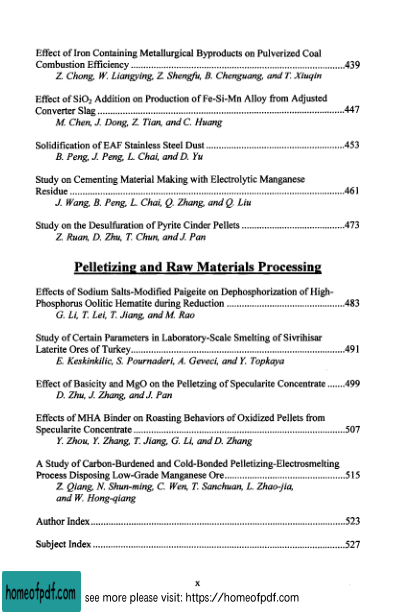 Effect of Iron Containing Metallurgical Byproducts on Pulverized Coal
Combustion Efficiency ....................................................................................439
Z. Chong, W. Liangying, Z. Shengfu, B. Chenguang, and T. Xiuqin
Effect of SiO₂ Addition on Production of Fe-Si-Mn Alloy from Adjusted
Converter Slag .................................................................................................447
M. Chen, J. Dong, Z. Tian, and C. Huang
Solidification of EAF Stainless Steel Dust ......................................................453
B. Peng, J. Peng, L. Chai, and D. Yu
Study on Cementing Material Making with Electrolytic Manganese
Residue ............................................................................................................461
J. Wang, B. Peng, L. Chai, Q. Zhang, and Q. Liu
Study on the Desulfuration of Pyrite Cinder Pellets ........................................473
Z. Ruan, D. Zhu, T. Chun, and J. Pan
Pelletizing and Raw Materials Processing
Effects of Sodium Salts-Modified Paigeite on Dephosphorization of High-
Phosphorus Oolitic Hematite during Reduction ..............................................483
G. Li, T. Lei, T. Jiang, and M. Rao
Study of Certain Parameters in Laboratory-Scale Smelting of Sivrihisar
Laterite Ores of Turkey....................................................................................491
E. Keskinkilic, S. Pournaderi, A. Geveci, and Y. Topkaya
Effect of Basicity and MgO on the Pelletzing of Specularite Concentrate .......499
D. Zhu, J. Zhang, and J. Pan
Effects of MHA Binder on Roasting Behaviors of Oxidized Pellets from
Specularite Concentrate ...................................................................................507
Y. Zhou, Y. Zhang, T. Jiang, G. Li, and D. Zhang
A Study of Carbon-Burdened and Cold-Bonded Pelletizing-Electrosmelting
Process Disposing Low-Grade Manganese Ore...............................................515
Z. Qiang, N. Shun-ming, C. Wen, T. Sanchuan, L. Zhao-jia,
and W. Hong-qiang
Author Index....................................................................................................523
Subject Index ...................................................................................................527
x
homeofpdf.com
see more please visit: https://homeofpdf.com